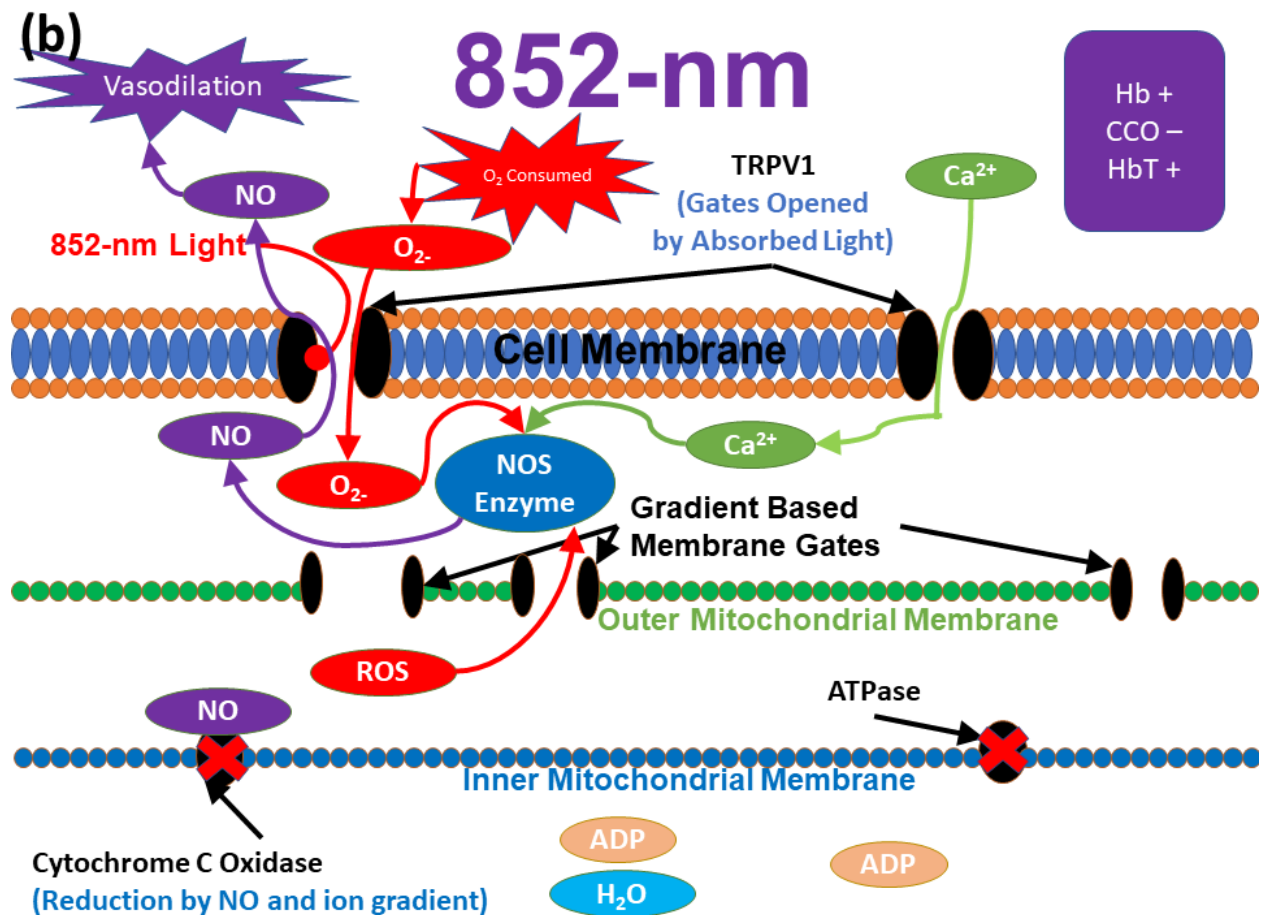 (b)
852-nm
Vasodilation
Hb +
CCO –
HbT +
O₂ Consumed
TRPV1
(Gates Opened
by Absorbed Light)
Ca²⁺
NO
852-nm Light
O₂₋
Cell Membrane
NO
O₂₋
NOS
Enzyme
Ca²⁺
Gradient Based
Membrane Gates
Outer Mitochondrial Membrane
ROS
NO
ATPase
Inner Mitochondrial Membrane
Cytochrome C Oxidase
(Reduction by NO and ion gradient)
ADP
H₂O
ADP